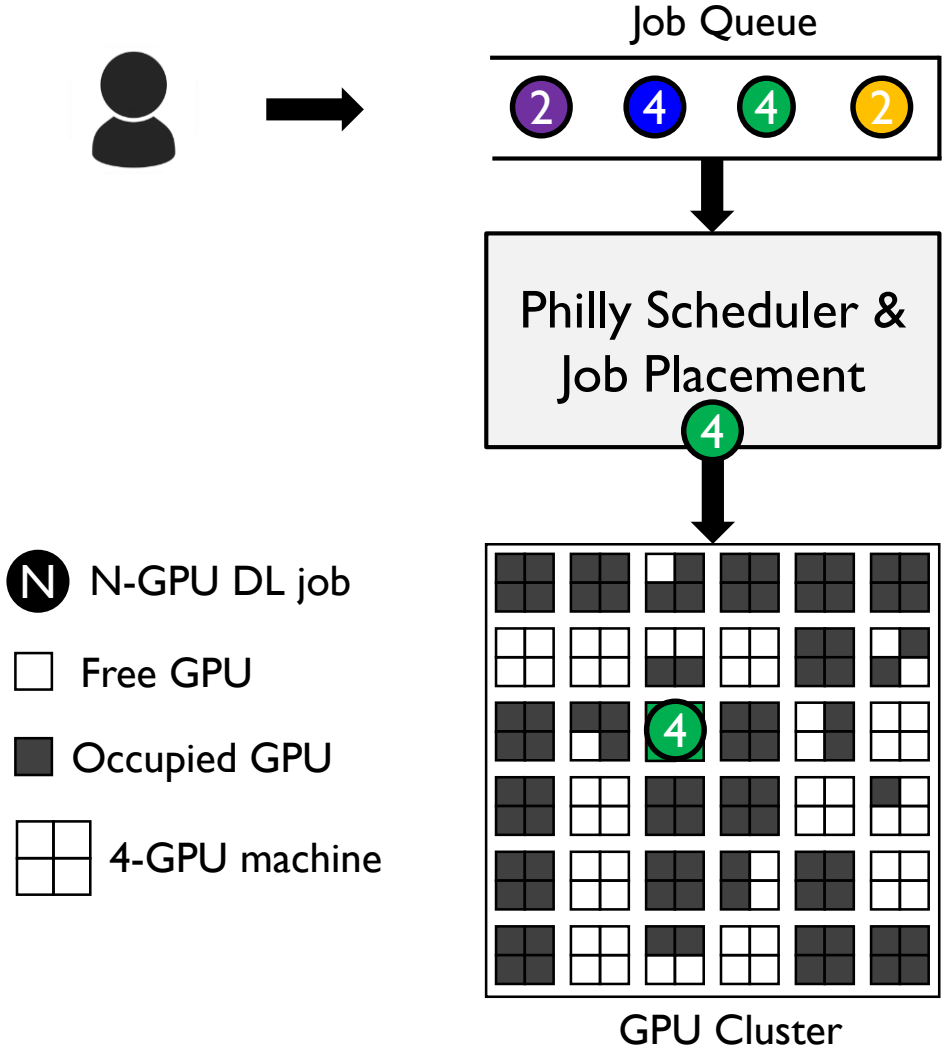 Job Queue
2 4 4 2
Philly Scheduler &
Job Placement
4
N N-GPU DL job
Free GPU
Occupied GPU
4-GPU machine
4
GPU Cluster